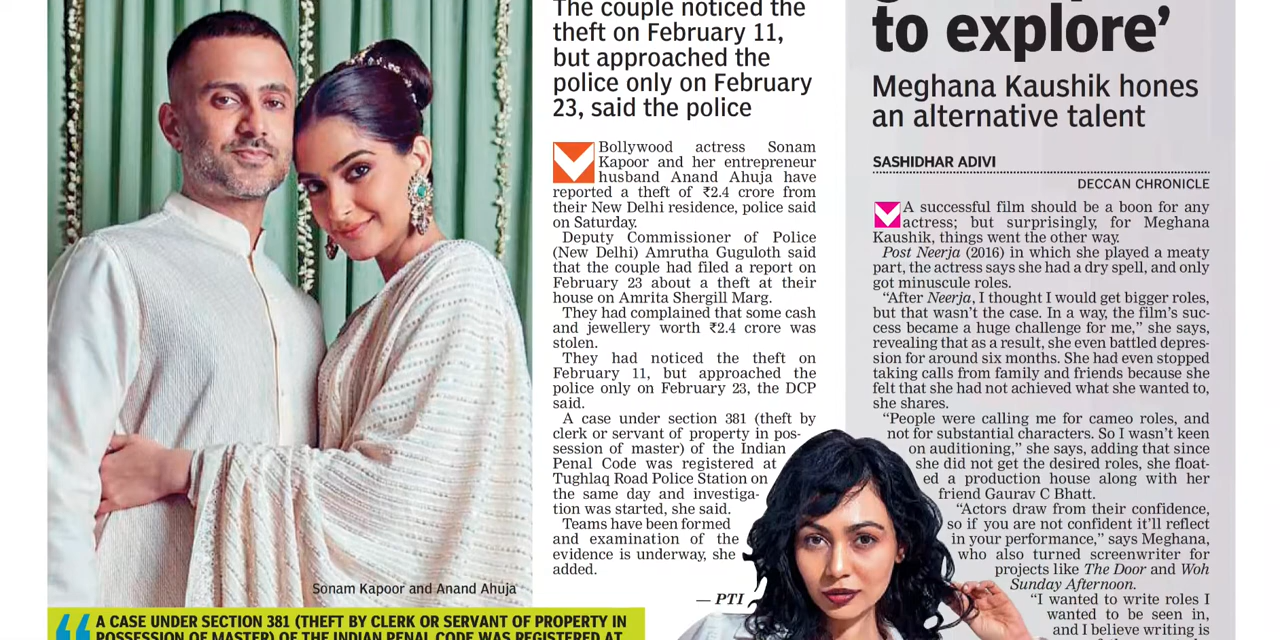 Sonam Kapoor and Anand Ahuja
A CASE UNDER SECTION 381 (THEFT BY
CLERK OR SERVANT OF PROPERTY IN
POSSESSION OF MASTER) OF THE INDIAN PENAL CODE WAS REGISTERED AT
The couple noticed the
theft on February 11,
but approached the
police only on February
23, said the police
Bollywood actress Sonam
Kapoor and her entrepreneur
husband Anand Ahuja have
reported a theft of ₹2.4 crore from
their New Delhi residence, police said
on Saturday.
Deputy Commissioner of Police
(New Delhi) Amrutha Guguloth said
that the couple had filed a report on
February 23 about a theft at their
house on Amrita Shergill Marg.
They had complained that some cash
and jewellery worth ₹2.4 crore was
stolen.
They had noticed the theft on
February 11, but approached the
police only on February 23, the DCP
said.
A case under section 381 (theft by
clerk or servant of property in pos-
session of master) of the Indian
Penal Code was registered at
Tughlaq Road Police Station on
the same day and investiga-
tion was started, she said.
Teams have been formed
and examination of the
evidence is underway, she
added.
— PTI
to explore’
Meghana Kaushik hones
an alternative talent
SASHIDHAR ADIVI
DECCAN CHRONICLE
A successful film should be a boon for any
actress; but surprisingly, for Meghana
Kaushik, things went the other way.
Post Neerja (2016) in which she played a meaty
part, the actress says she had a dry spell, and only
got minuscule roles.
“After Neerja, I thought I would get bigger roles,
but that wasn’t the case. In a way, the film’s suc-
cess became a huge challenge for me,” she says,
revealing that as a result, she even battled depres-
sion for around six months. She had even stopped
taking calls from family and friends because she
felt that she had not achieved what she wanted to,
she shares.
“People were calling me for cameo roles, and
not for substantial characters. So I wasn’t keen
on auditioning,” she says, adding that since
she did not get the desired roles, she float-
ed a production house along with her
friend Gaurav C Bhatt.
“Actors draw from their confidence,
so if you are not confident it’ll reflect
in your performance,” says Meghana,
who also turned screenwriter for
projects like The Door and Woh
Sunday Afternoon.
“I wanted to write roles I
wanted to be seen in,
and I believe writing is